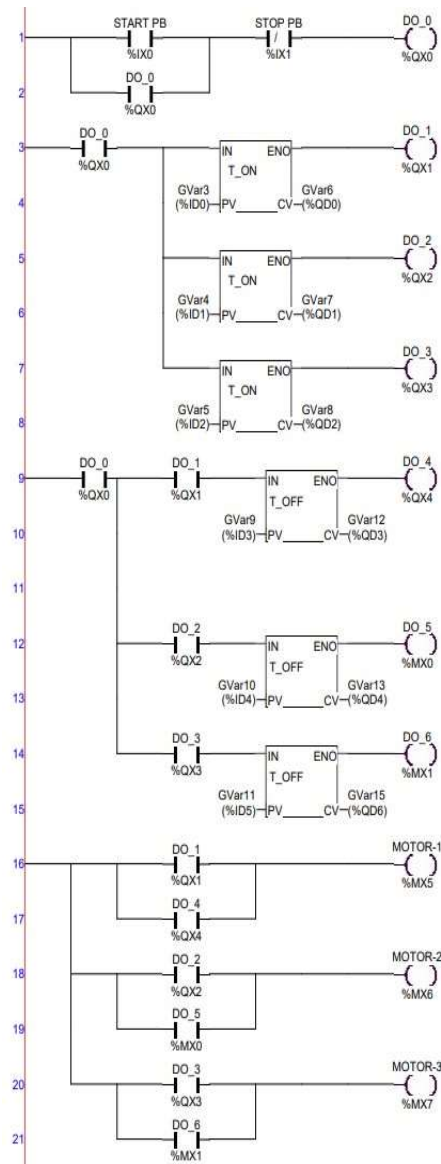 START PB STOP PB DO_0
1
/
%IX0 %IX1 %QX0
DO_0
2
%QX0
DO_0 DO_1
3
IN ENO
%QX0 %QX1
T_ON
GVar3 GVar6
4
(%ID0) PV CV (%QD0)
DO_2
5
IN ENO
%QX2
T_ON
GVar4 GVar7
6
(%ID1) PV CV (%QD1)
DO_3
7
IN ENO
%QX3
T_ON
GVar5 GVar8
8
(%ID2) PV CV (%QD2)
DO_0 DO_1 DO_4
9
IN ENO
%QX0 %QX1 %QX4
T_OFF
GVar9 GVar12
10
(%ID3) PV CV (%QD3)
11
DO_2 DO_5
12
IN ENO
%QX2 %MX0
T_OFF
GVar10 GVar13
13
(%ID4) PV CV (%QD4)
DO_3 DO_6
14
IN ENO
%QX3 %MX1
T_OFF
GVar11 GVar15
15
(%ID5) PV CV (%QD6)
DO_1 MOTOR-1
16
%QX1 %MX5
DO_4
17
%QX4
DO_2 MOTOR-2
18
%QX2 %MX6
DO_5
19
%MX0
DO_3 MOTOR-3
20
%QX3 %MX7
DO_6
21
%MX1